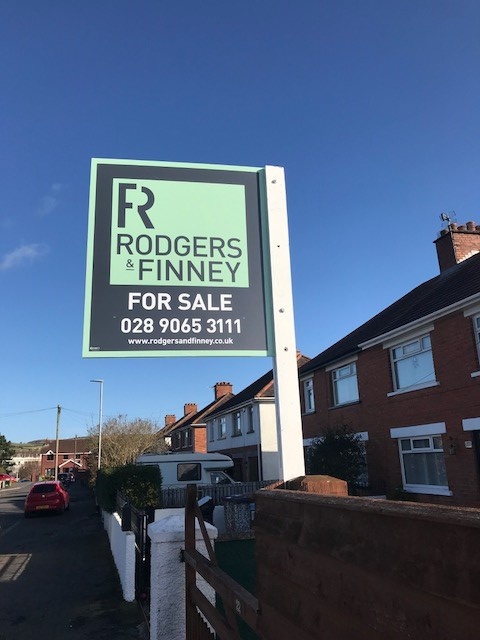 FR
RODGERS
& FINNEY
FOR SALE
028 9065 3111
www.rodgersandfinney.co.uk